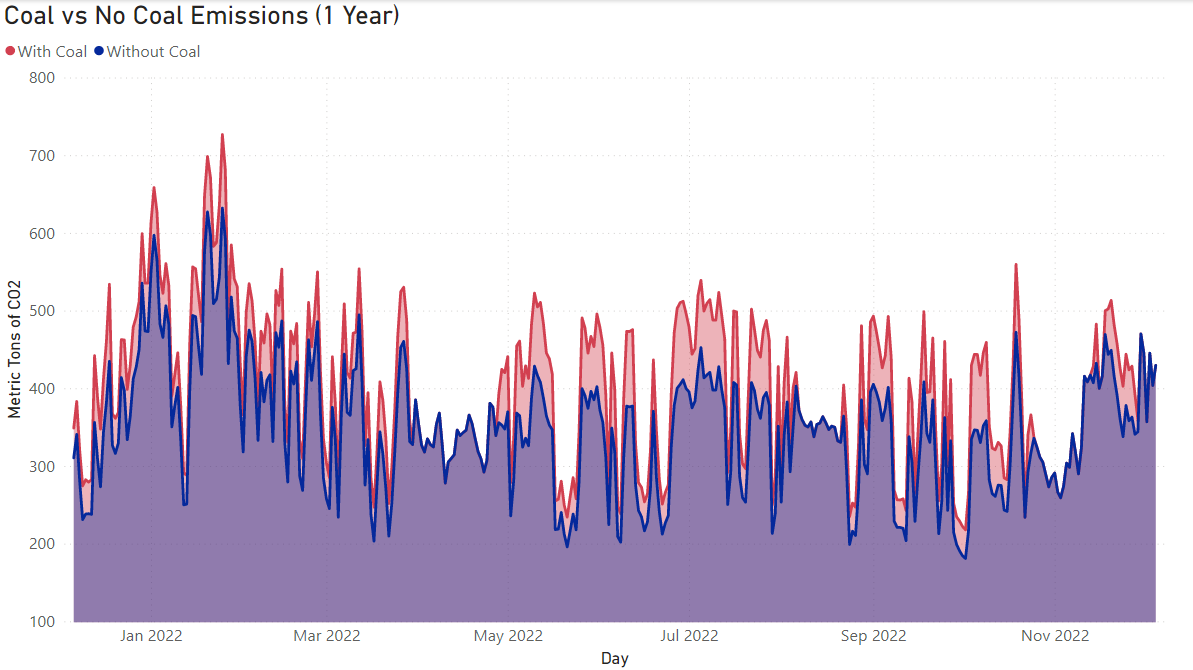 Coal vs No Coal Emissions (1 Year)
With Coal Without Coal
800
700
600
500
400
300
200
100
Metric Tons of CO2
Jan 2022 Mar 2022 May 2022 Jul 2022 Sep 2022 Nov 2022
Day